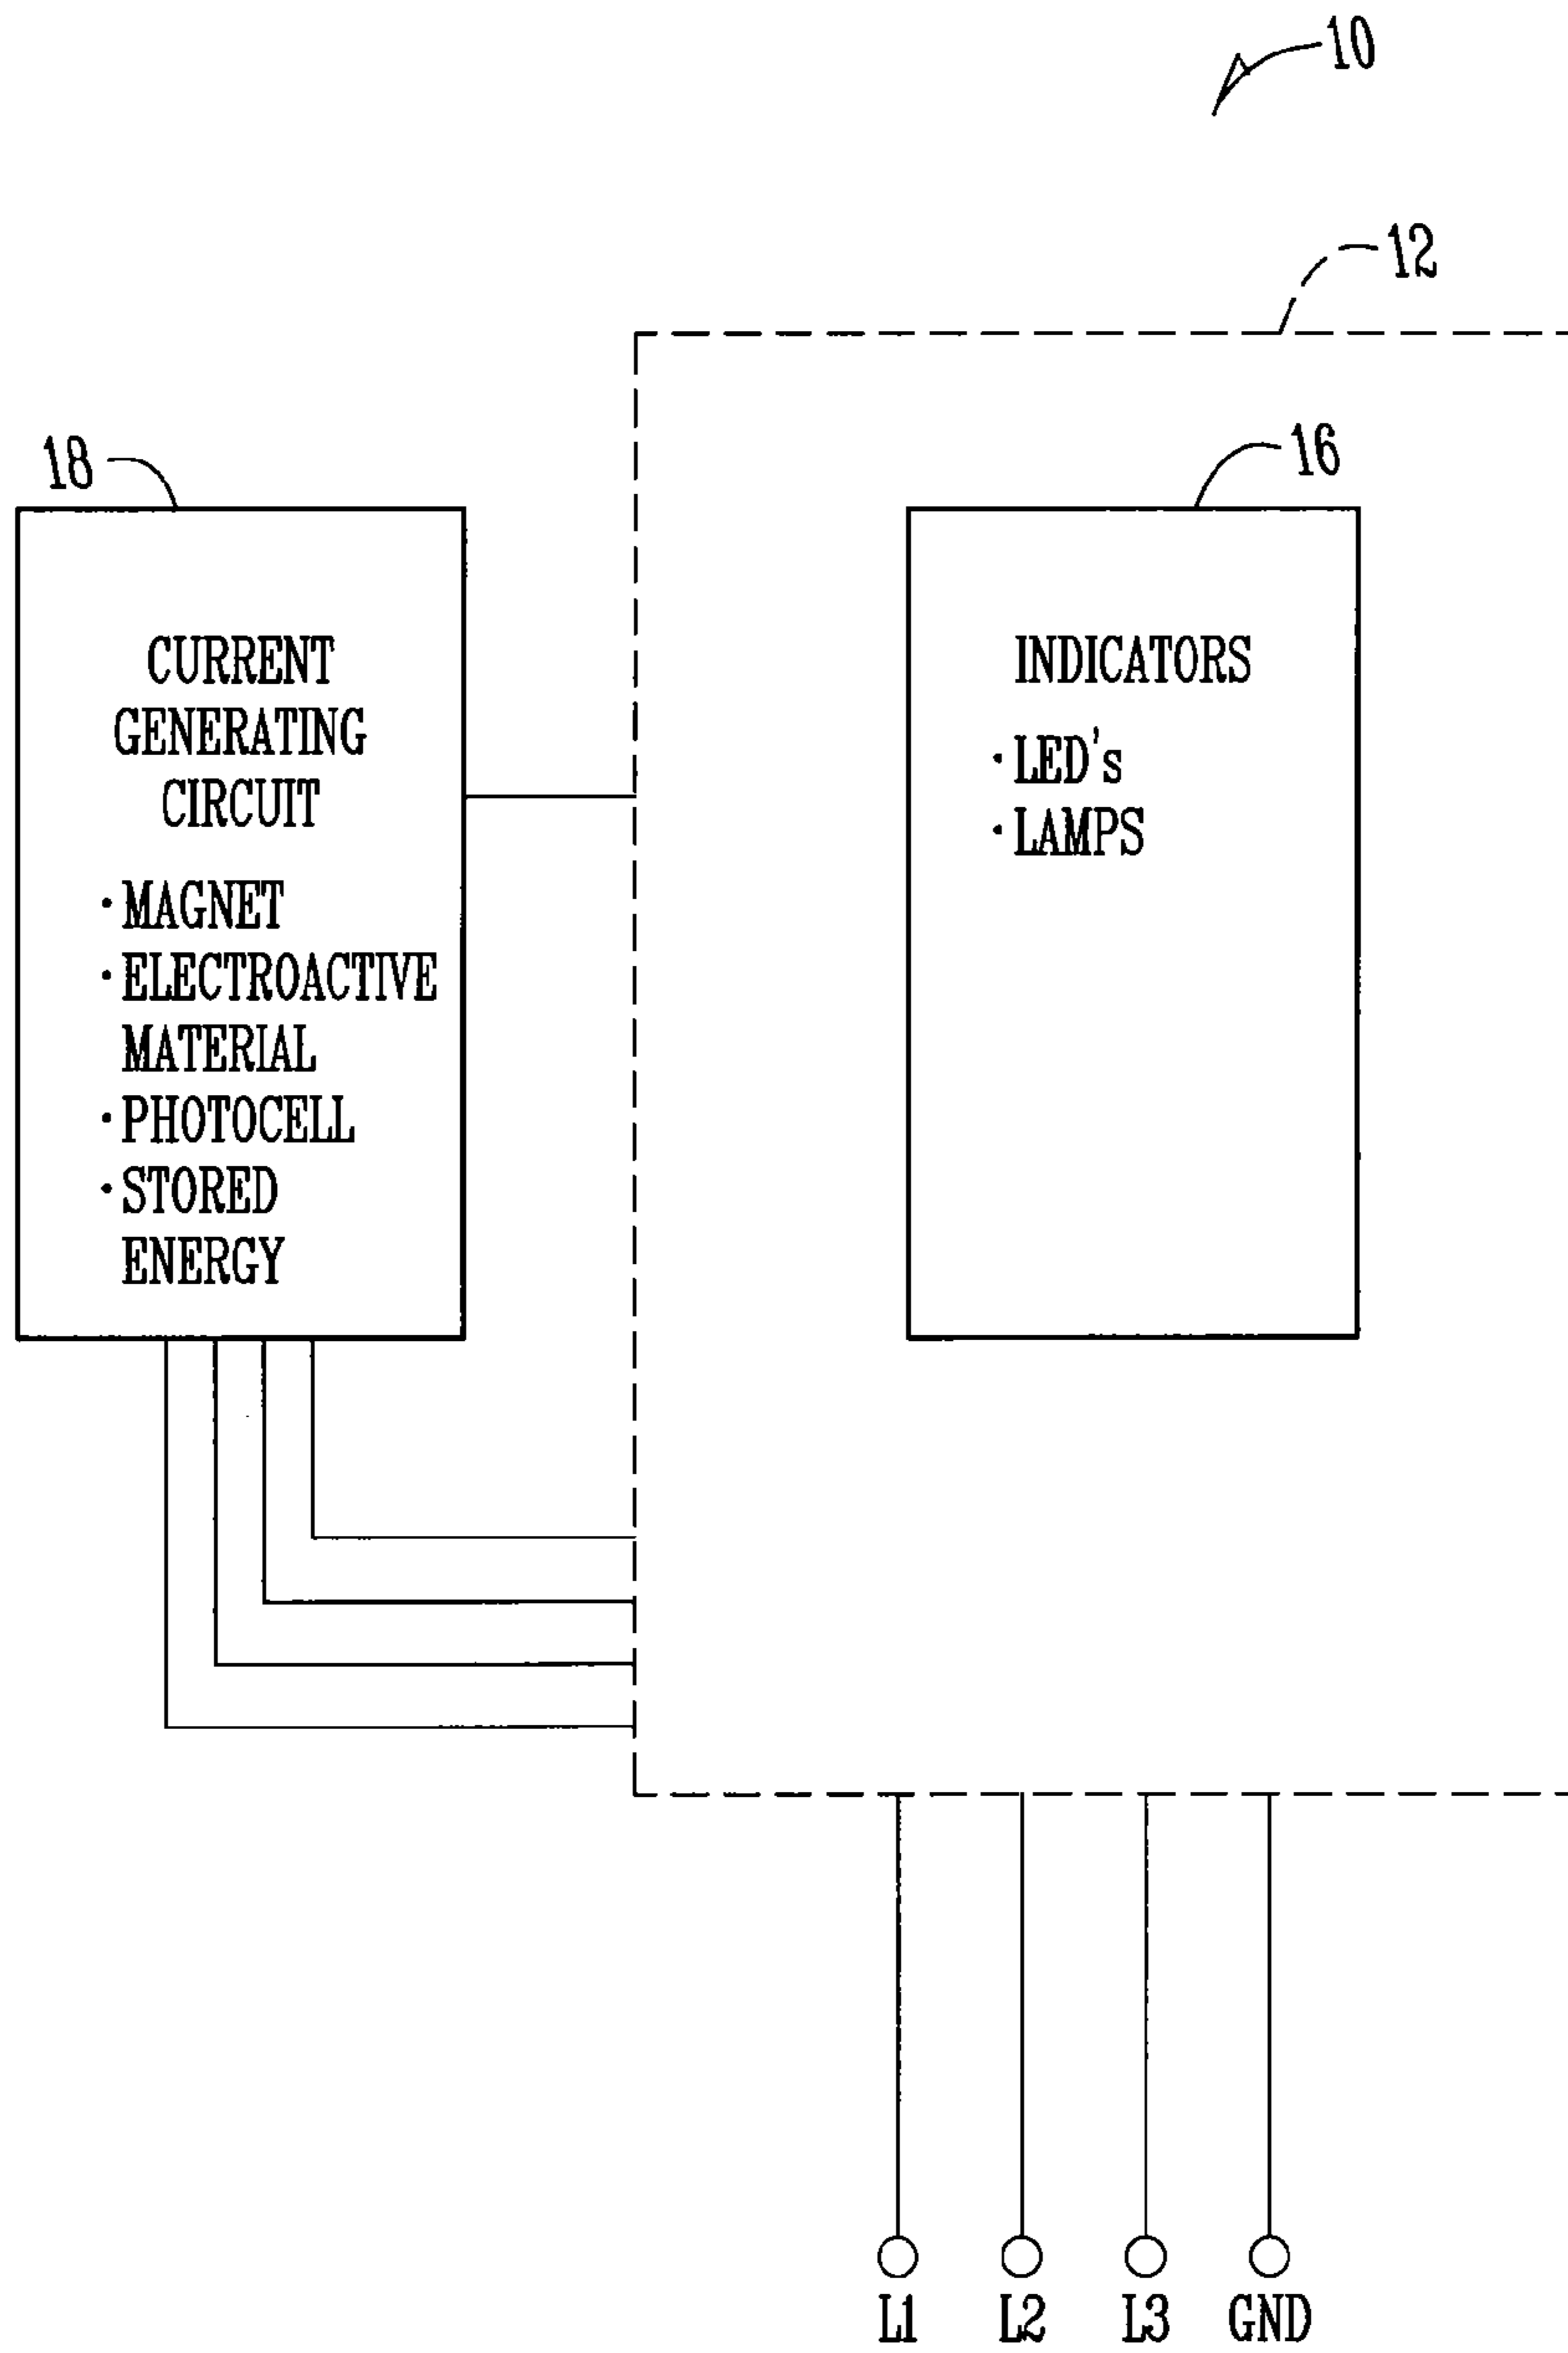 10
12
18
16
CURRENT
GENERATING
CIRCUIT
· MAGNET
· ELECTROACTIVE
MATERIAL
· PHOTOCELL
· STORED
ENERGY
INDICATORS
· LED's
· LAMPS
L1 L2 L3 GND